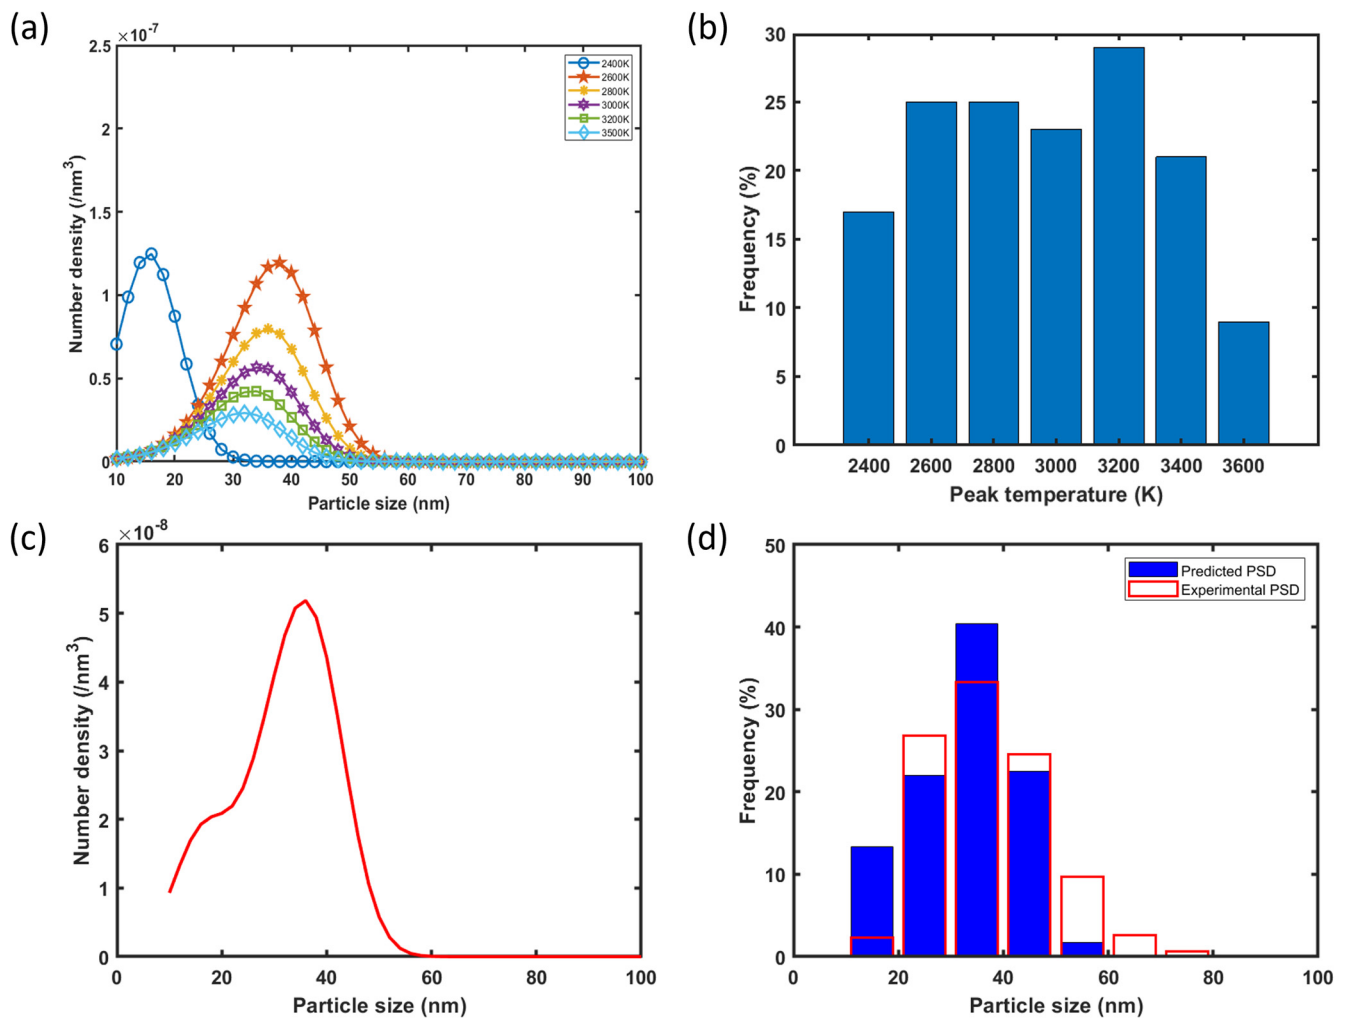 (a)
×10-7
2.5
2
1.5
1
0.5
0
Number density (/nm3)
10 20 30 40 50 60 70 80 90 100
Particle size (nm)
2400K
2600K
2800K
3000K
3200K
3500K
(b)
30
25
20
15
10
5
0
Frequency (%)
2400 2600 2800 3000 3200 3400 3600
Peak temperature (K)
(c)
×10-8
6
5
4
3
2
1
0
Number density (/nm3)
0 20 40 60 80 100
Particle size (nm)
(d)
50
40
30
20
10
0
Frequency (%)
0 20 40 60 80 100
Particle size (nm)
Predicted PSD
Experimental PSD